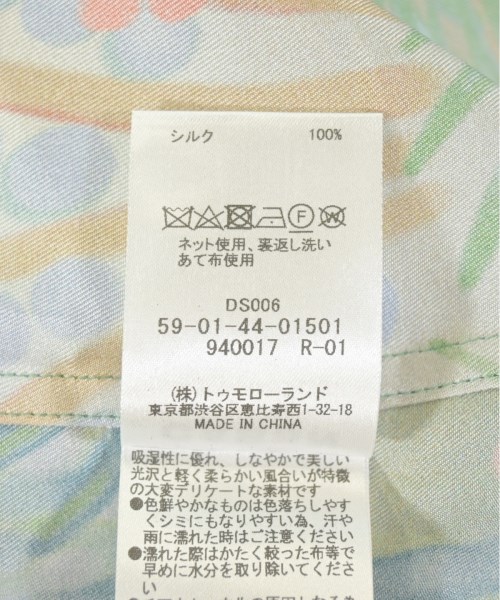 シルク 100%
ネット使用、裏返し洗い
あて布使用
DS006
59-01-44-01501
940017 R-01
(株)トゥモローランド
東京都渋谷区恵比寿西1-32-18
MADE IN CHINA
吸湿性に優れ、しなやかで美しい
光沢と軽く柔らかい風合いが特徴
の大変デリケートな素材です
●色鮮やかなものは色落ちしやす
くシミにもなりやすい為、汗や
雨に濡れた時はご注意ください
●濡れた際はかたく絞った布等で
早めに水分を取り除いてくださ
い